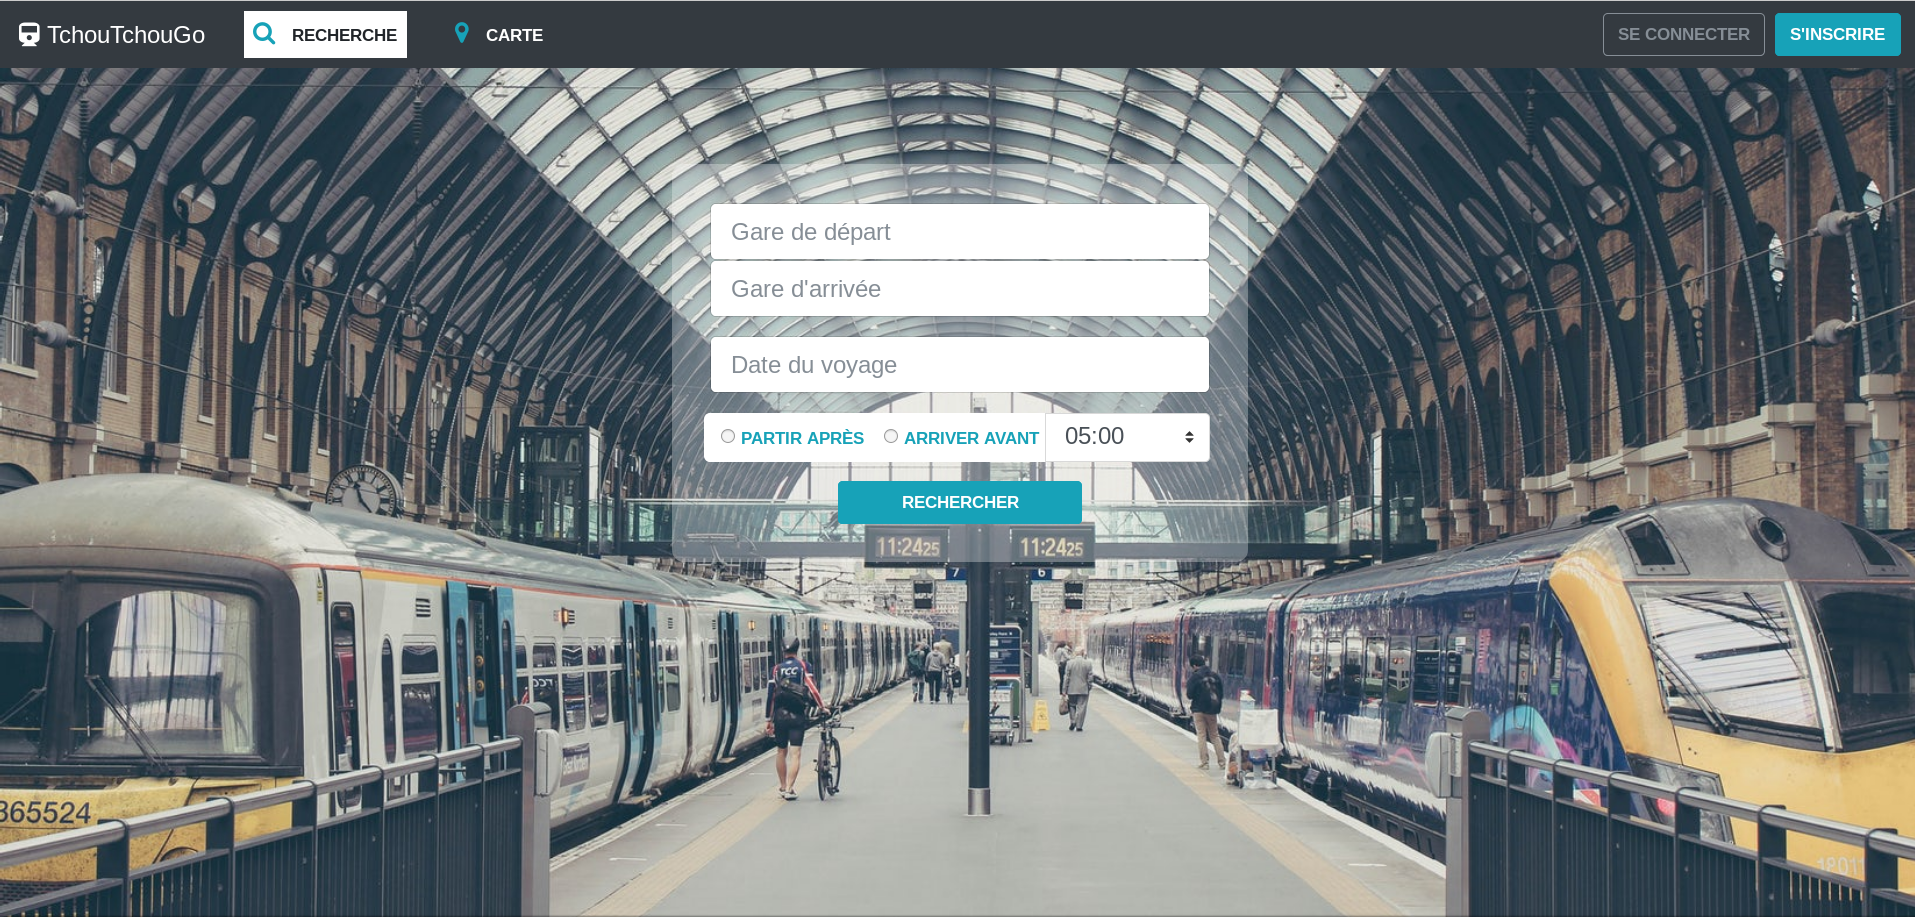 TchouTchouGo
RECHERCHE
CARTE
SE CONNECTER
S'INSCRIRE
Gare de départ
Gare d'arrivée
Date du voyage
PARTIR APRÈS
ARRIVER AVANT
05:00
RECHERCHER
11:24 25
11:24 25
7
6
FCC
365524